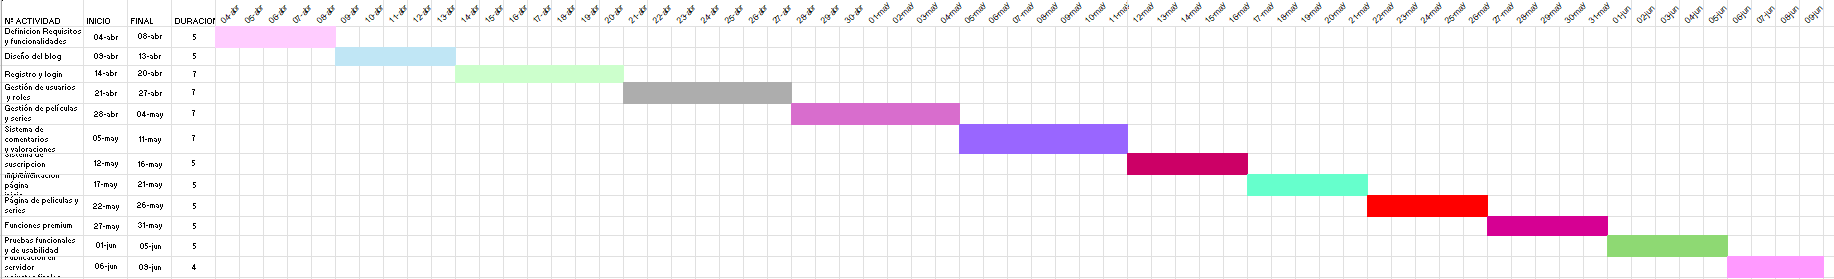 Nº ACTIVIDAD INICIO FINAL DURACION 04-abr 05-abr 06-abr 07-abr 08-abr 09-abr 10-abr 11-abr 12-abr 13-abr 14-abr 15-abr 16-abr 17-abr 18-abr 19-abr 20-abr 21-abr 22-abr 23-abr 24-abr 25-abr 26-abr 27-abr 28-abr 29-abr 30-abr 01-may 02-may 03-may 04-may 05-may 06-may 07-may 08-may 09-may 10-may 11-may 12-may 13-may 14-may 15-may 16-may 17-may 18-may 19-may 20-may 21-may 22-may 23-may 24-may 25-may 26-may 27-may 28-may 29-may 30-may 31-may 01-jun 02-jun 03-jun 04-jun 05-jun 06-jun 07-jun 08-jun 09-jun
Definicion Requisitos
y funcionalidades 04-abr 08-abr 5
Diseño del blog 09-abr 13-abr 5
Registro y login 14-abr 20-abr 7
Gestión de usuarios
y roles 21-abr 27-abr 7
Gestión de películas
y series 28-abr 04-may 7
Sistema de
comentarios
y valoraciones 05-may 11-may 7
Sistema de
suscripcion 12-may 16-may 5
Implementación
página 17-may 21-may 5
Página de películas y
series 22-may 26-may 5
Funciones premium 27-may 31-may 5
Pruebas funcionales
y de usabilidad 01-jun 05-jun 5
Publicación en
servidor 06-jun 09-jun 4